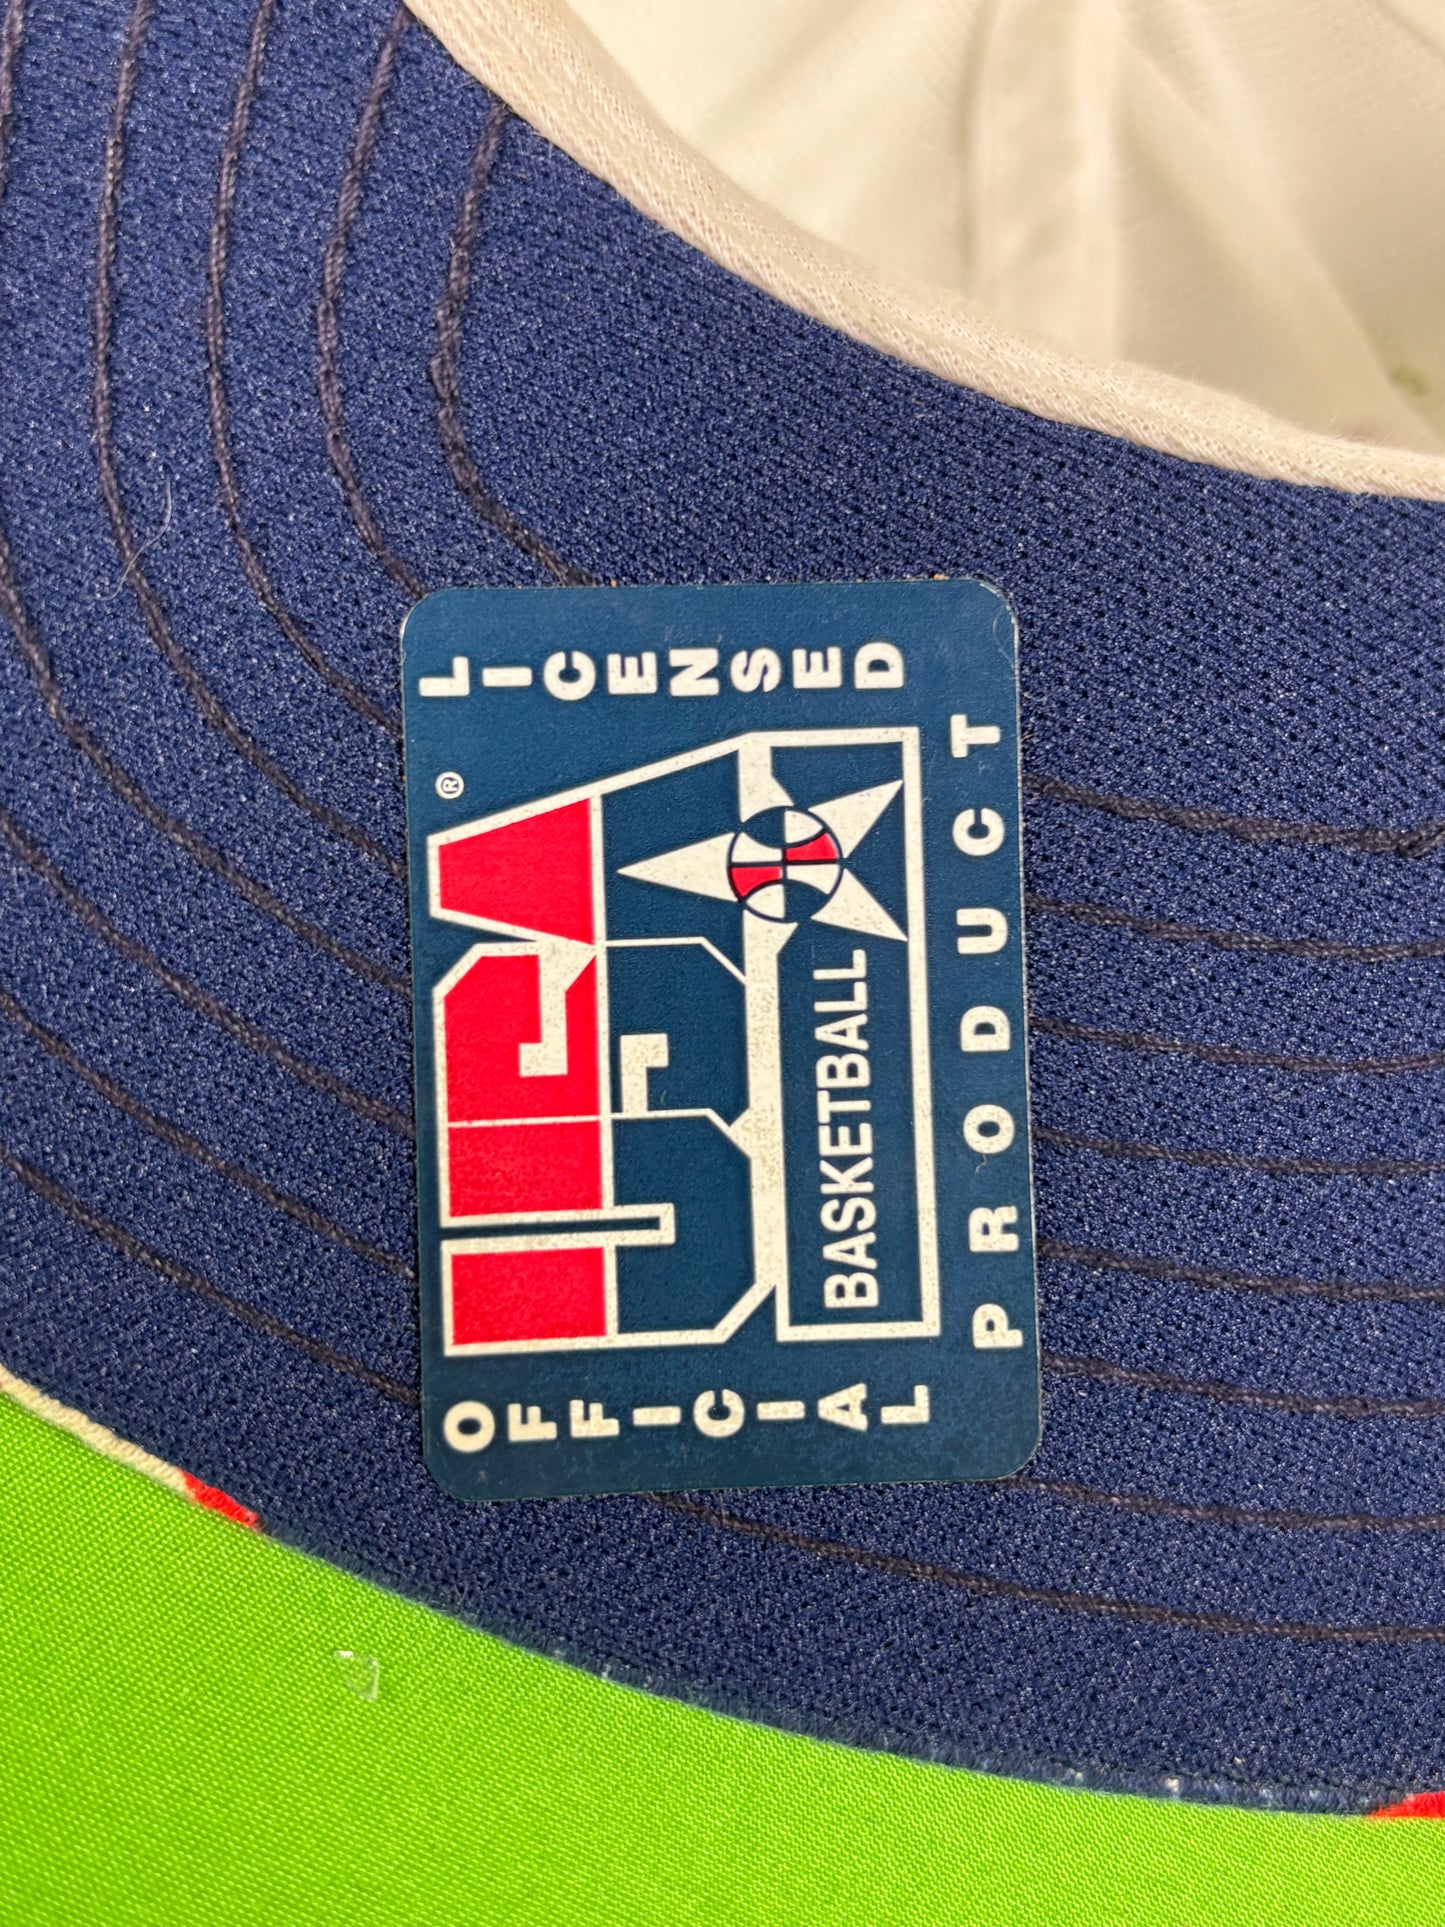 OFFICIAL
LICENSED
USA®
BASKETBALL
PRODUCT